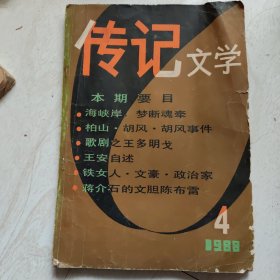 传记文学
本期要目
海峡岸 梦断魂牵
柏山·胡风·胡风事件
歌剧之王多明戈
王安自述
铁女人·文豪·政治家
蒋介石的文胆陈布雷
4
1988